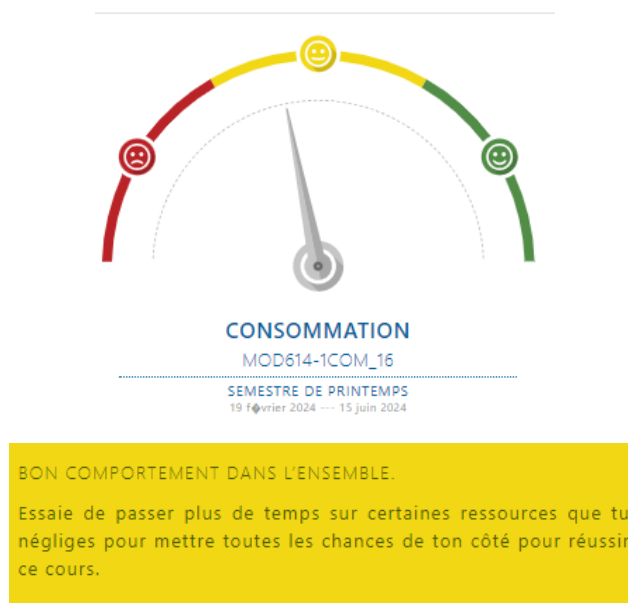 CONSOMMATION
MOD614-1COM_16
SEMESTRE DE PRINTEMPS
19 f�vrier 2024 --- 15 juin 2024
BON COMPORTEMENT DANS L'ENSEMBLE.
Essaie de passer plus de temps sur certaines ressources que tu
négliges pour mettre toutes les chances de ton côté pour réussir
ce cours.